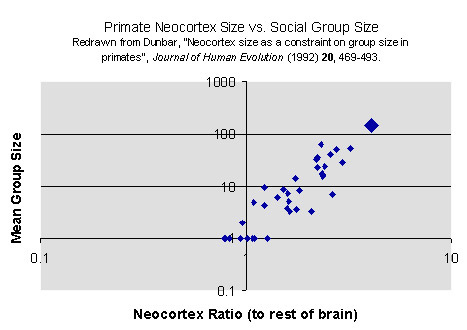 Primate Neocortex Size vs. Social Group Size
Redrawn from Dunbar, "Neocortex size as a constraint on group size in
primates", Journal of Human Evolution (1992) 20, 469-493.
1000
100
10
1
0.1
0.1
1
10
Mean Group Size
Neocortex Ratio (to rest of brain)